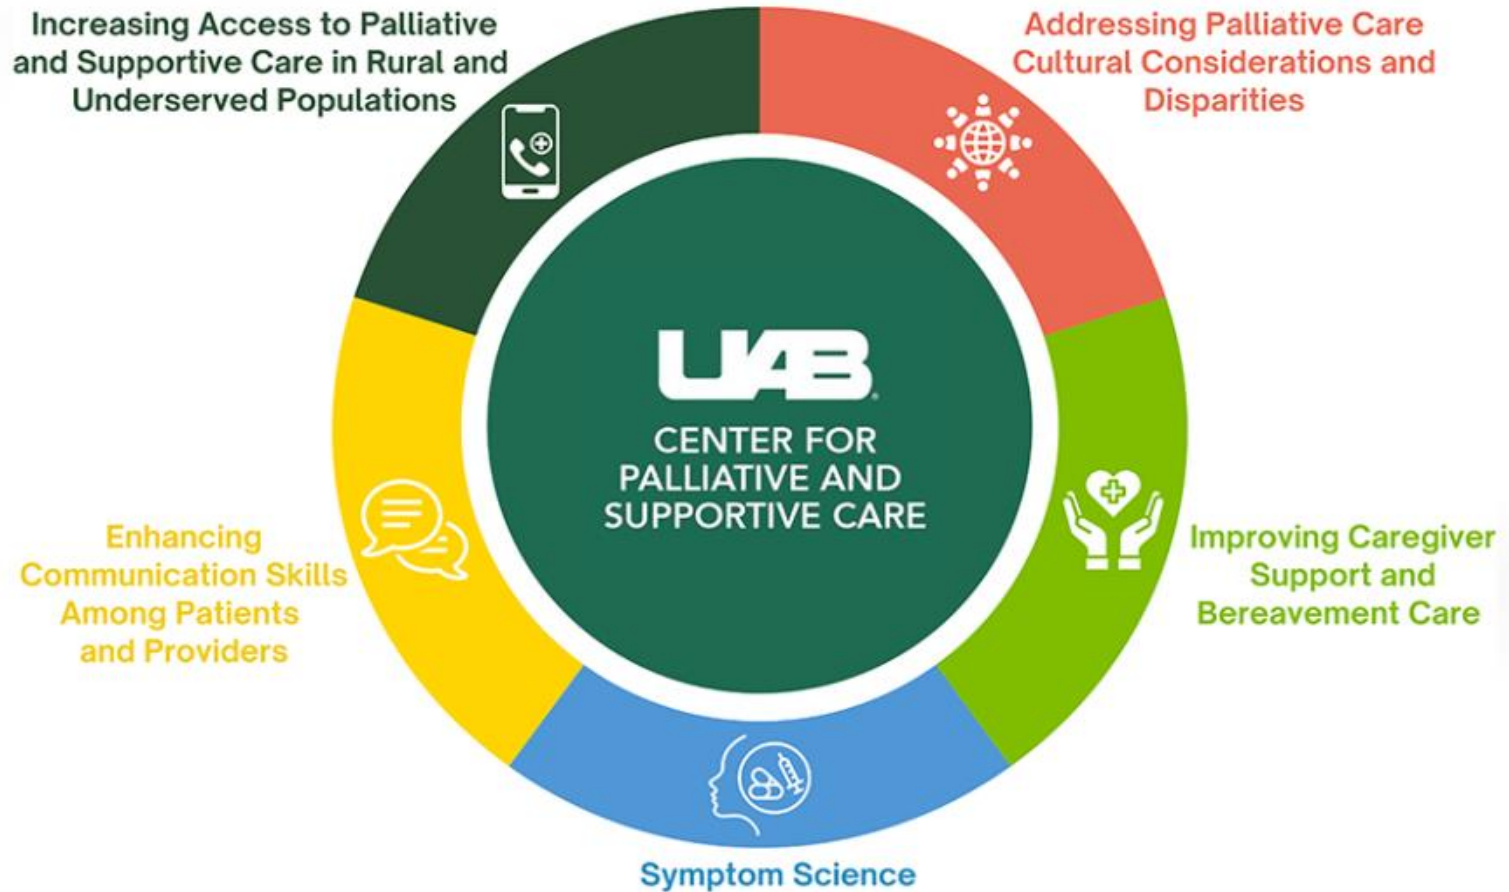 Increasing Access to Palliative
and Supportive Care in Rural and
Underserved Populations
Addressing Palliative Care
Cultural Considerations and
Disparities
UAB
CENTER FOR
PALLIATIVE AND
SUPPORTIVE CARE
Enhancing
Communication Skills
Among Patients
and Providers
Improving Caregiver
Support and
Bereavement Care
Symptom Science